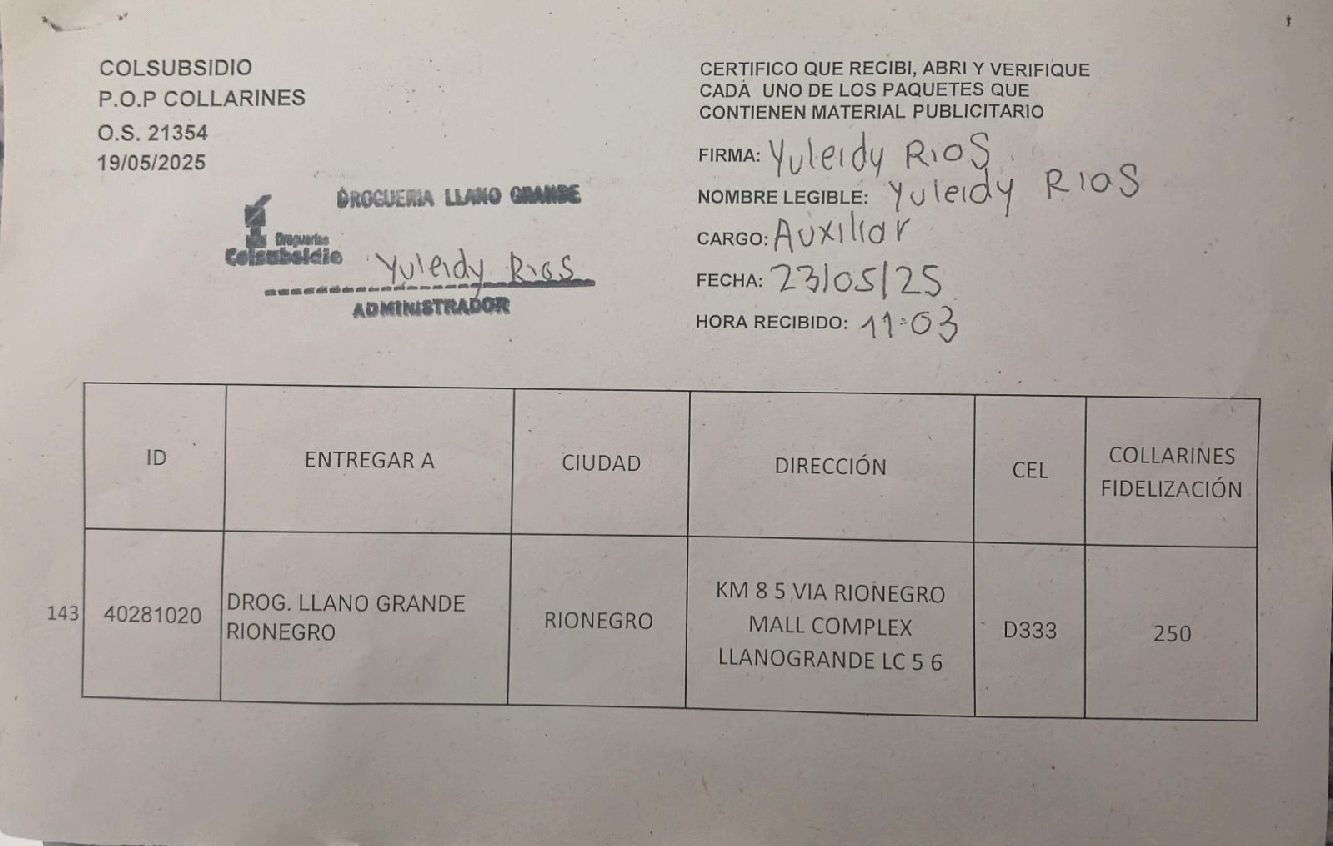 COLSUBSIDIO
P.O.P COLLARINES
O.S. 21354
19/05/2025
CERTIFICO QUE RECIBI, ABRI Y VERIFIQUE
CADA UNO DE LOS PAQUETES QUE
CONTIENEN MATERIAL PUBLICITARIO
FIRMA: Yuleidy Rios
NOMBRE LEGIBLE: Yuleidy Rios
CARGO: Auxiliar
FECHA: 23/05/25
HORA RECIBIDO: 11:03
DROGUERIA LLANO GRANDE
Droguerías
Colsubsidio
Yuleidy Rios
ADMINISTRADOR
ID ENTREGAR A CIUDAD DIRECCIÓN CEL COLLARINES
FIDELIZACIÓN
143 40281020 DROG. LLANO GRANDE
RIONEGRO
RIONEGRO
KM 8 5 VIA RIONEGRO
MALL COMPLEX
LLANOGRANDE LC 5 6
D333
250